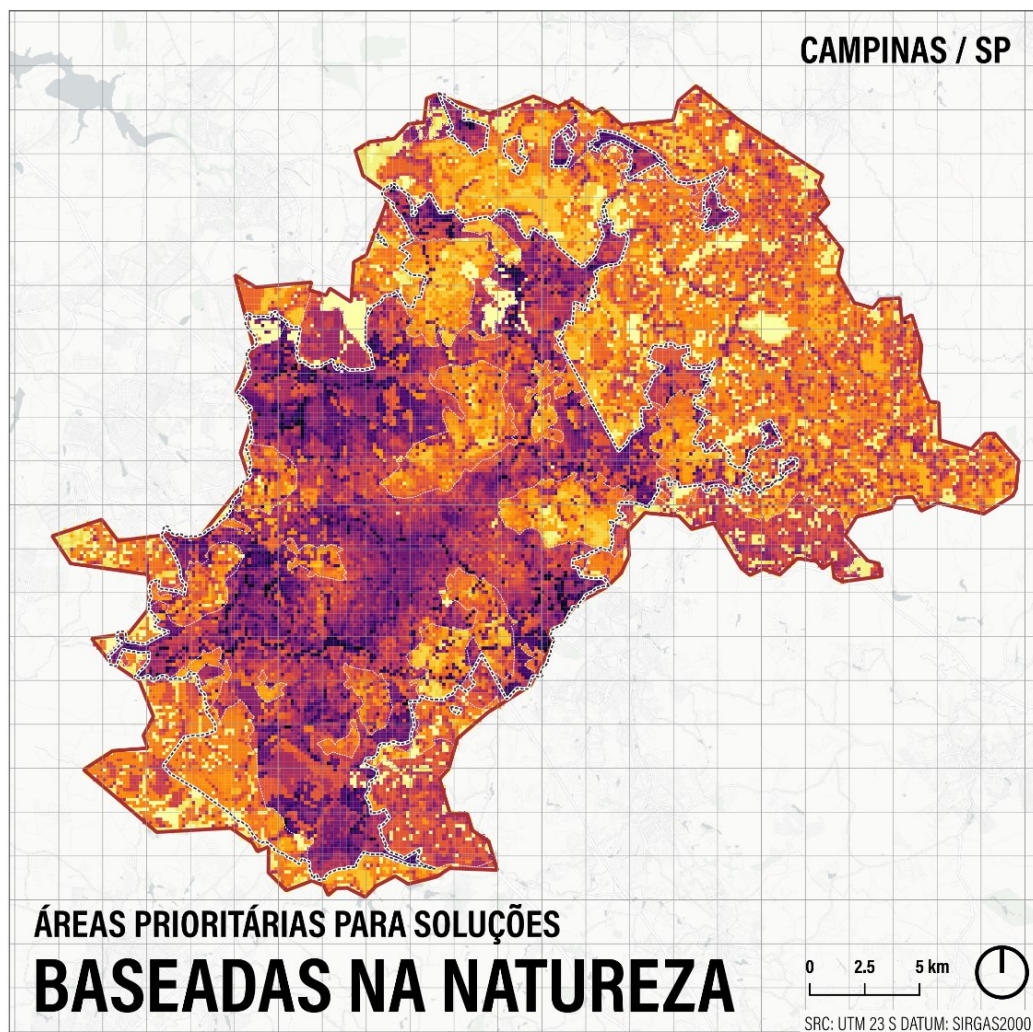 CAMPINAS / SP
ÁREAS PRIORITÁRIAS PARA SOLUÇÕES
BASEADAS NA NATUREZA
0 2.5 5 km
SRC: UTM 23 S DATUM: SIRGAS2000